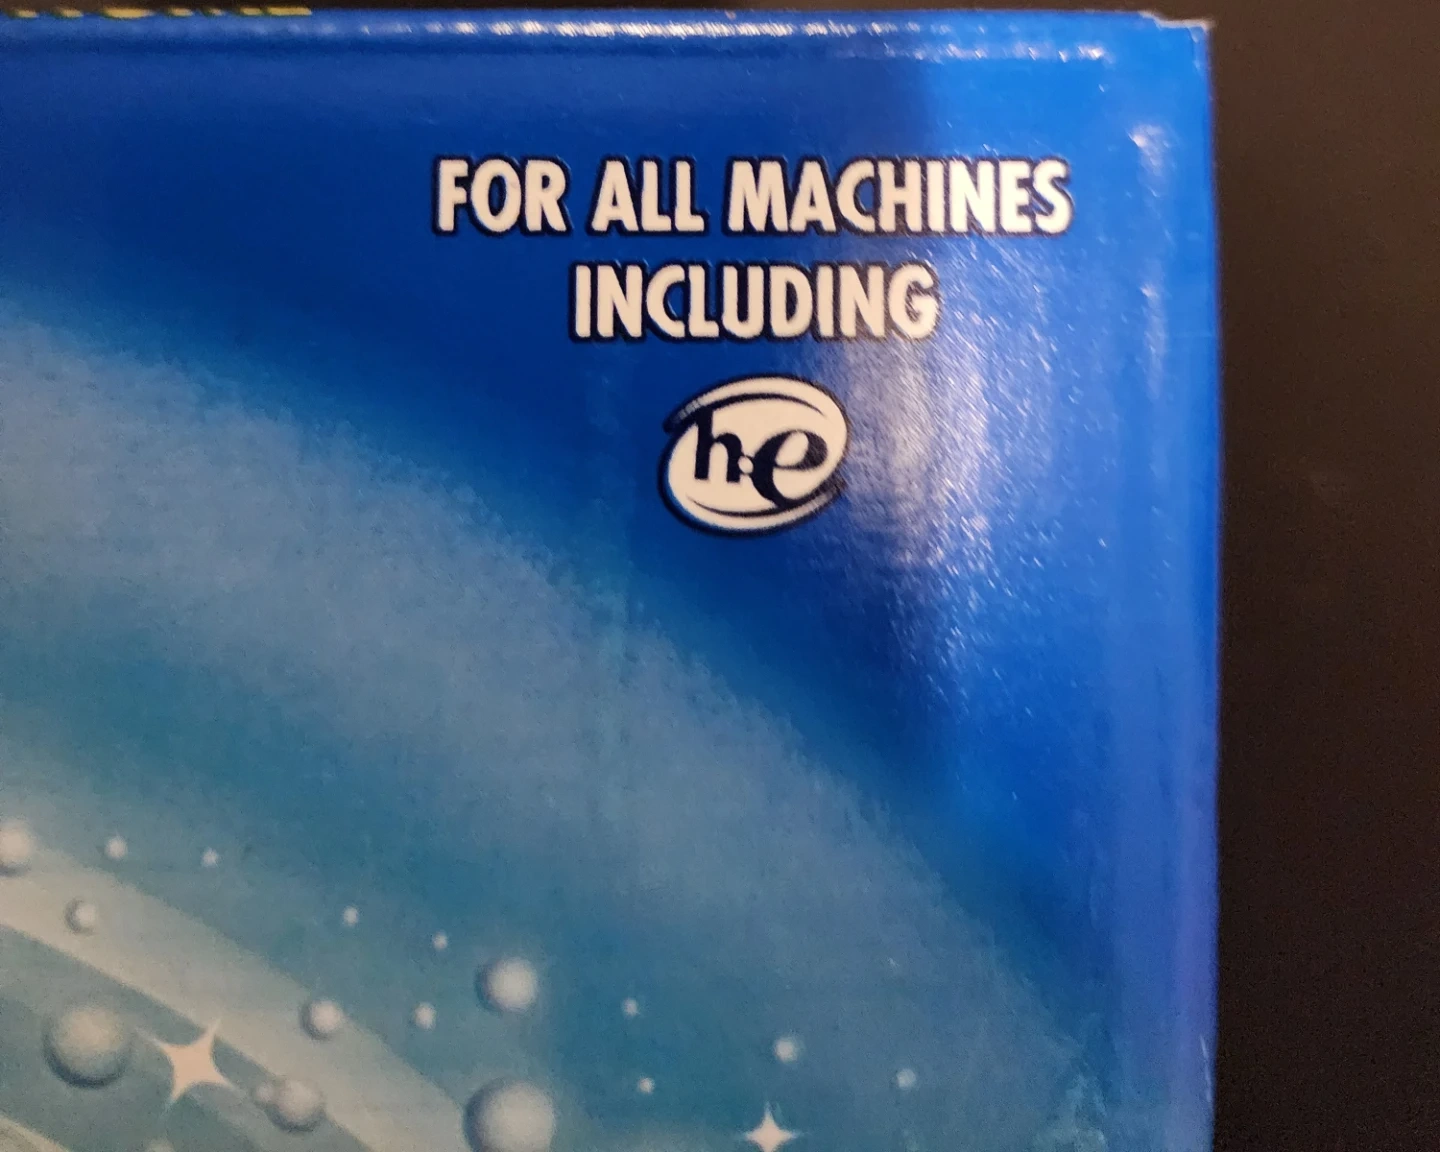 FOR ALL MACHINES
INCLUDING
he